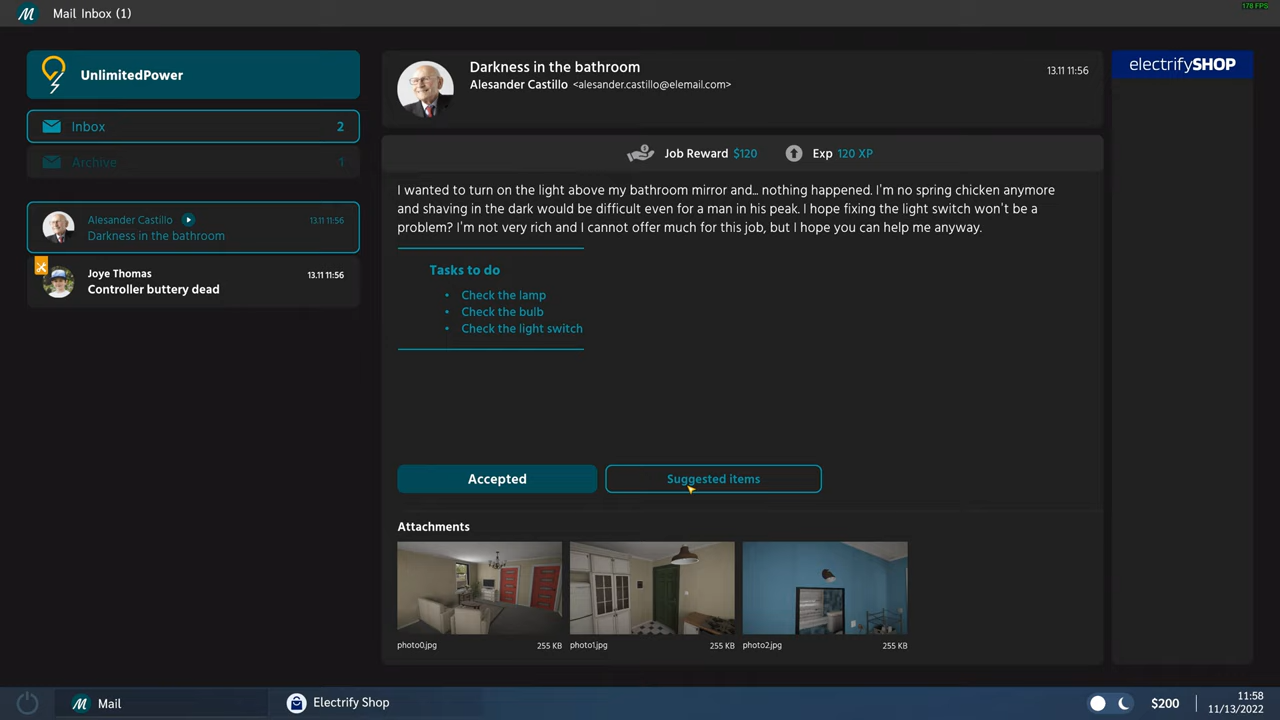 Mail Inbox (1)
178 FPS
UnlimitedPower
Inbox 2
Archive 1
Alesander Castillo 13.11 11:56
Darkness in the bathroom
Joye Thomas 13.11 11:56
Controller buttery dead
Darkness in the bathroom
Alesander Castillo <alesander.castillo@elemail.com>
13.11 11:56
Job Reward $120 Exp 120 XP
I wanted to turn on the light above my bathroom mirror and... nothing happened. I'm no spring chicken anymore
and shaving in the dark would be difficult even for a man in his peak. I hope fixing the light switch won't be a
problem? I'm not very rich and I cannot offer much for this job, but I hope you can help me anyway.
Tasks to do
• Check the lamp
• Check the bulb
• Check the light switch
Accepted Suggested items
Attachments
photo0.jpg 255 KB photo1.jpg 255 KB photo2.jpg 255 KB
electrifySHOP
M Mail Electrify Shop $200 11:58
11/13/2022